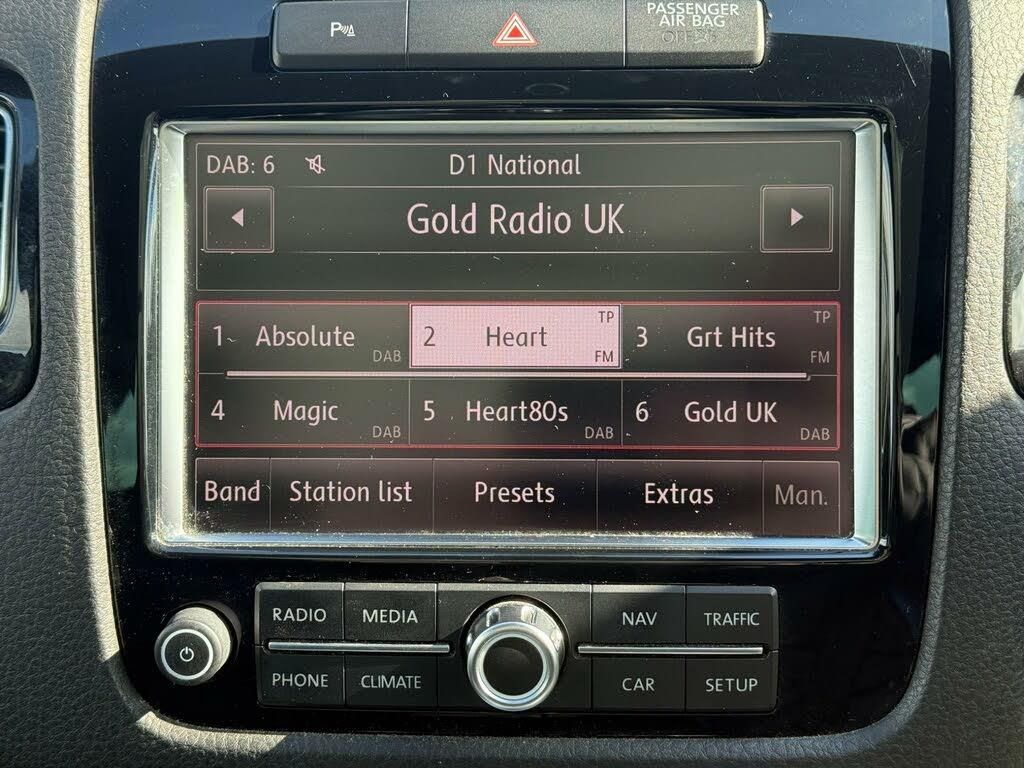 P
PASSENGER
AIR BAG
OFF
DAB: 6
D1 National
Gold Radio UK
1 Absolute DAB
2 Heart TP FM
3 Grt Hits TP FM
4 Magic DAB
5 Heart80s DAB
6 Gold UK DAB
Band Station list Presets Extras Man.
RADIO MEDIA NAV TRAFFIC
PHONE CLIMATE CAR SETUP